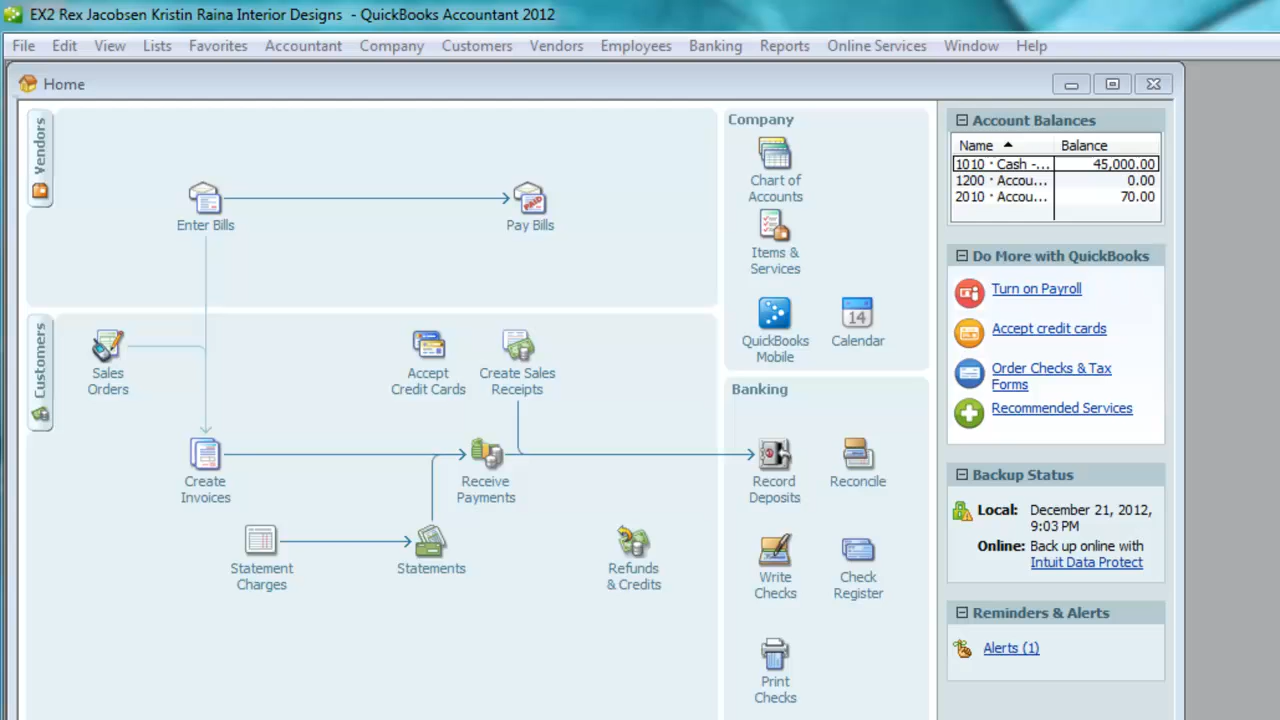 EX2 Rex Jacobsen Kristin Raina Interior Designs - QuickBooks Accountant 2012
File Edit View Lists Favorites Accountant Company Customers Vendors Employees Banking Reports Online Services Window Help
Home
Vendors
Enter Bills
Pay Bills
Customers
Sales
Orders
Accept
Credit Cards
Create Sales
Receipts
Create
Invoices
Receive
Payments
Statement
Charges
Statements
Refunds
& Credits
Company
Chart of
Accounts
Items &
Services
QuickBooks
Mobile
14
Calendar
Banking
Record
Deposits
Reconcile
Write
Checks
Check
Register
Print
Checks
Account Balances
Name Balance
1010 · Cash -... 45,000.00
1200 · Accou... 0.00
2010 · Accou... 70.00
Do More with QuickBooks
Turn on Payroll
Accept credit cards
Order Checks & Tax
Forms
Recommended Services
Backup Status
Local: December 21, 2012,
9:03 PM
Online: Back up online with
Intuit Data Protect
Reminders & Alerts
Alerts (1)